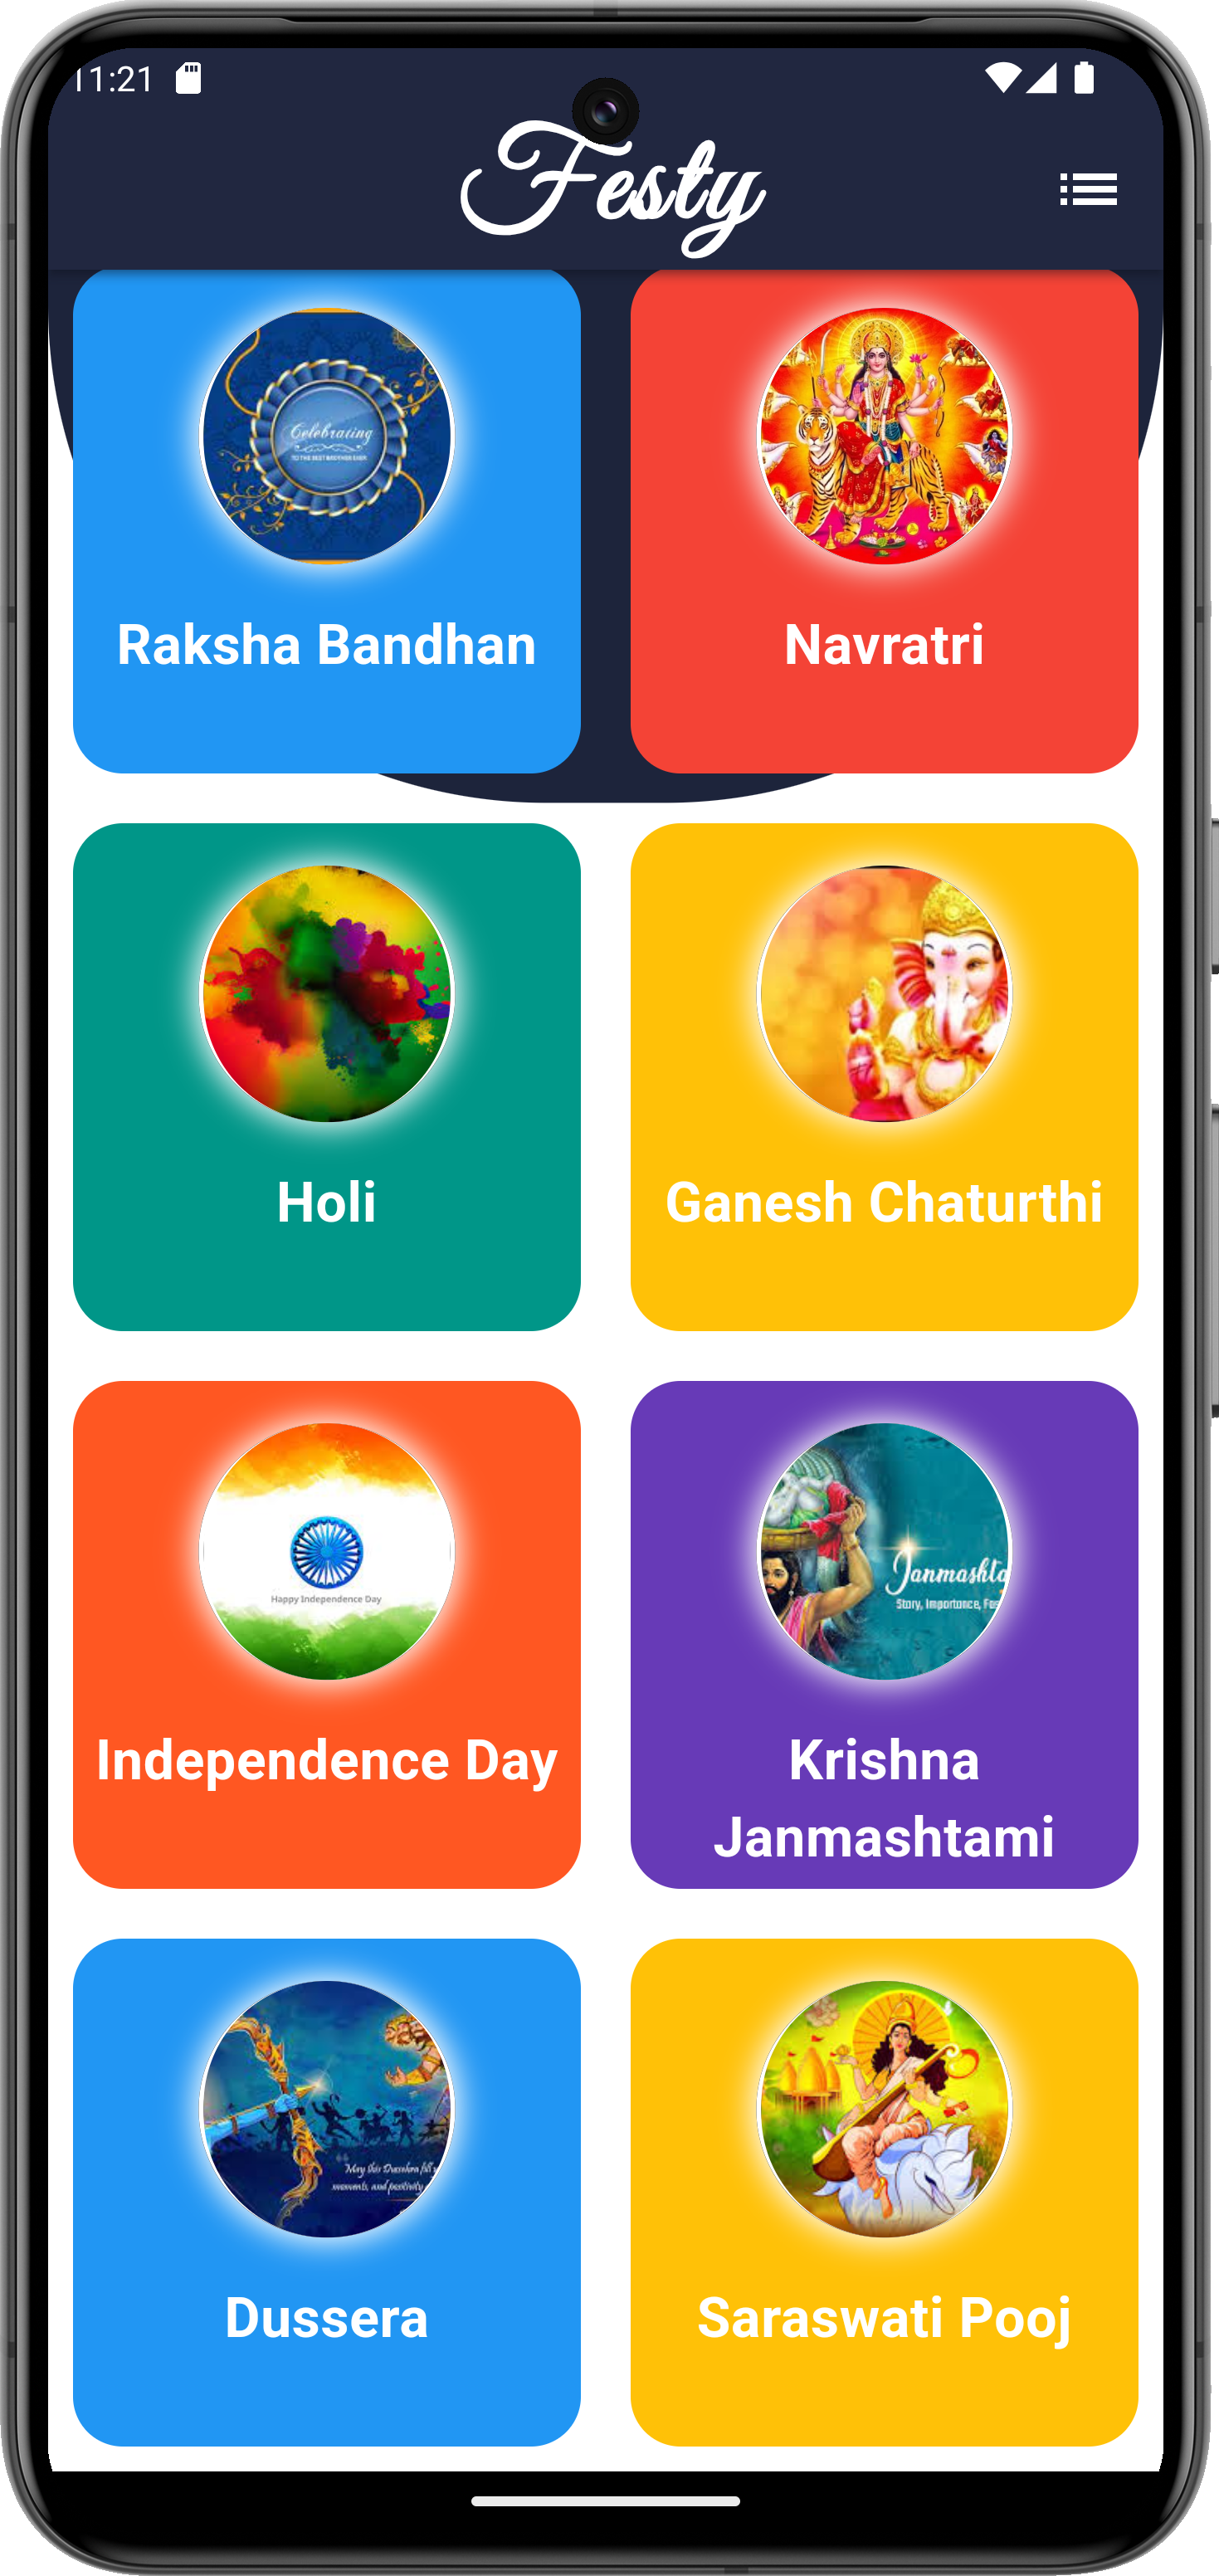 11:21
Festy
Celebrating
TO THE BEST BROTHER EVER
Raksha Bandhan
Navratri
Holi
Ganesh Chaturthi
Happy Independence Day
Independence Day
Janmashta
Story, Importance, Fas
Krishna
Janmashtami
May this Dussehra fill
moments, and positivity
Dussera
Saraswati Pooj